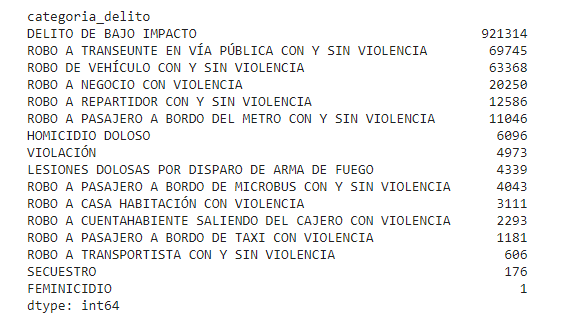 categoria_delito
DELITO DE BAJO IMPACTO 921314
ROBO A TRANSEUNTE EN VÍA PÚBLICA CON Y SIN VIOLENCIA 69745
ROBO DE VEHÍCULO CON Y SIN VIOLENCIA 63368
ROBO A NEGOCIO CON VIOLENCIA 20250
ROBO A REPARTIDOR CON Y SIN VIOLENCIA 12586
ROBO A PASAJERO A BORDO DEL METRO CON Y SIN VIOLENCIA 11046
HOMICIDIO DOLOSO 6096
VIOLACIÓN 4973
LESIONES DOLOSAS POR DISPARO DE ARMA DE FUEGO 4339
ROBO A PASAJERO A BORDO DE MICROBUS CON Y SIN VIOLENCIA 4043
ROBO A CASA HABITACIÓN CON VIOLENCIA 3111
ROBO A CUENTAHABIENTE SALIENDO DEL CAJERO CON VIOLENCIA 2293
ROBO A PASAJERO A BORDO DE TAXI CON VIOLENCIA 1181
ROBO A TRANSPORTISTA CON Y SIN VIOLENCIA 606
SECUESTRO 176
FEMINICIDIO 1
dtype: int64